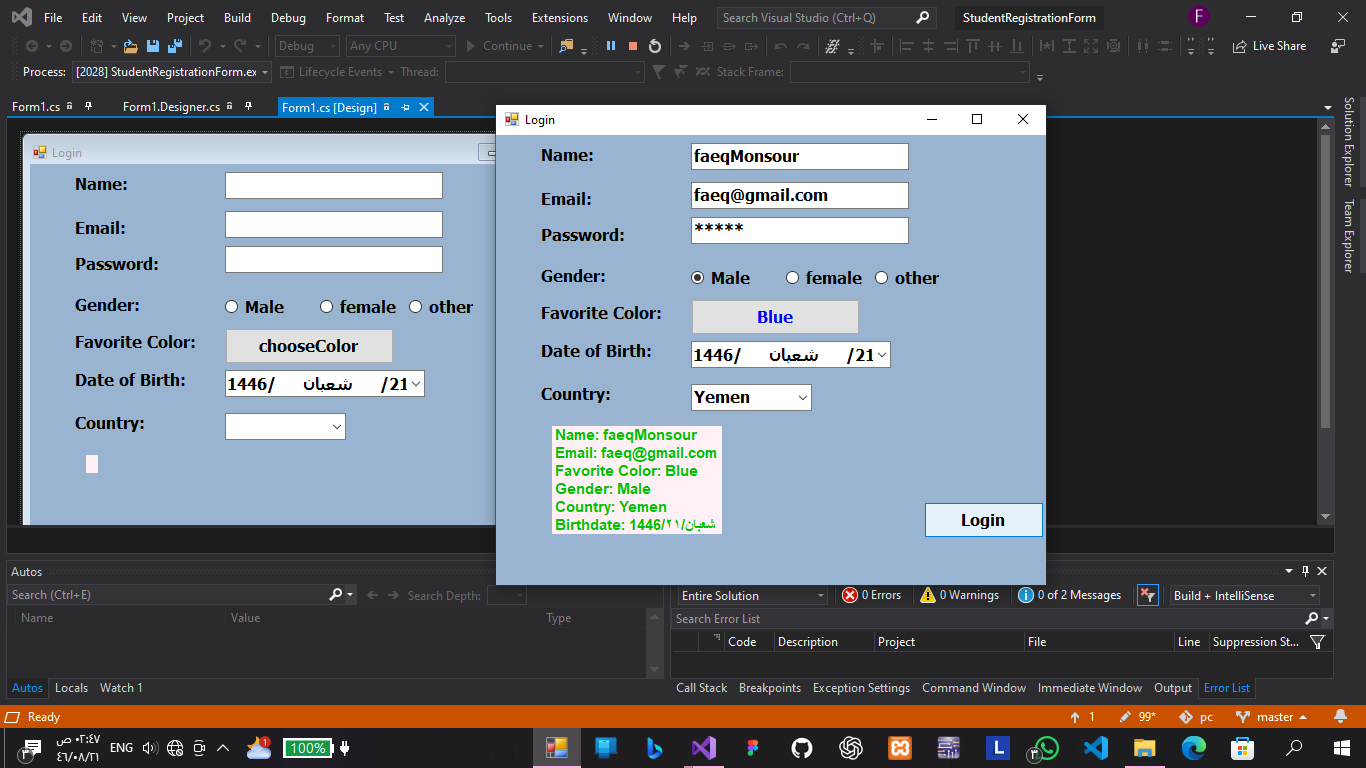 File Edit View Project Build Debug Format Test Analyze Tools Extensions Window Help Search Visual Studio (Ctrl+Q) StudentRegistrationForm F
Debug Any CPU Continue Live Share
Process: [2028] StudentRegistrationForm.ex Lifecycle Events Thread: Stack Frame:
Form1.cs Form1.Designer.cs Form1.cs [Design]
Login
Name:
Email:
Password:
Gender: Male female other
Favorite Color: chooseColor
Date of Birth: 21/ شعبان /1446
Country:
Login
Name: faeqMonsour
Email: faeq@gmail.com
Password: *****
Gender: Male female other
Favorite Color: Blue
Date of Birth: 21/ شعبان /1446
Country: Yemen
Name: faeqMonsour
Email: faeq@gmail.com
Favorite Color: Blue
Gender: Male
Country: Yemen
Birthdate: 1446/شعبان/٢١
Login
Solution Explorer
Team Explorer
Autos
Search (Ctrl+E) Search Depth:
Name Value Type
Autos Locals Watch 1
Entire Solution 0 Errors 0 Warnings 0 of 2 Messages Build + IntelliSense
Search Error List
Code Description Project File Line Suppression St...
Call Stack Breakpoints Exception Settings Command Window Immediate Window Output Error List
Ready 1 99* pc master
٣ ٠٢:٤٧ ص ENG 1 100% L ٣
٤٦/٠٨/٢١